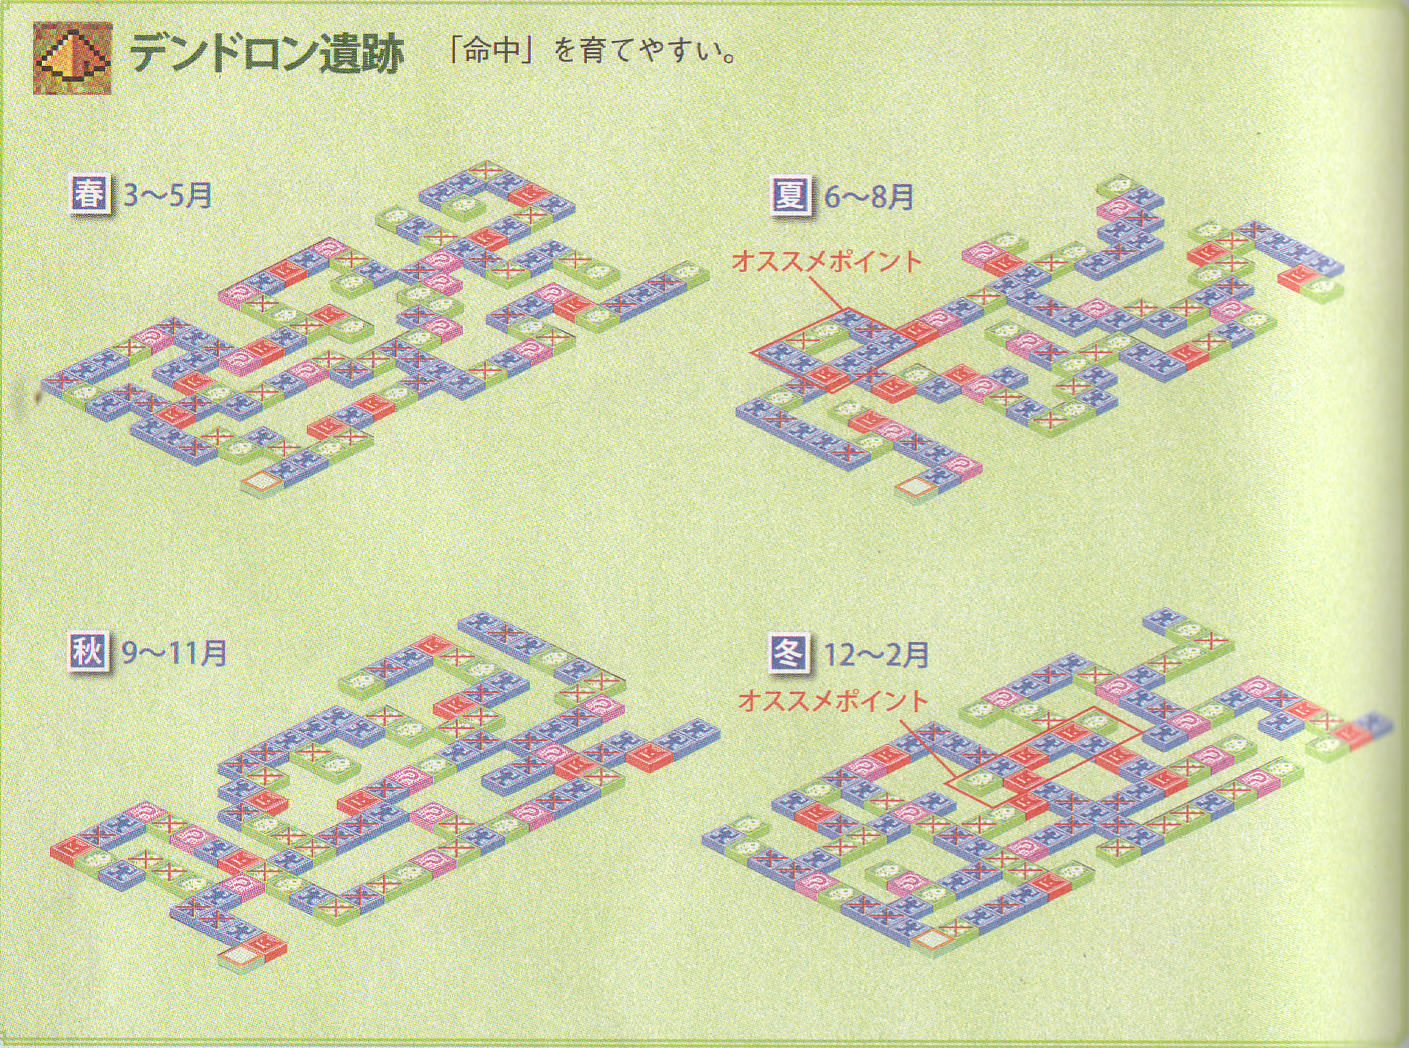 デンドロン遺跡
「命中」を育てやすい。
春 3〜5月
夏 6〜8月
オススメポイント
秋 9〜11月
冬 12〜2月
オススメポイント